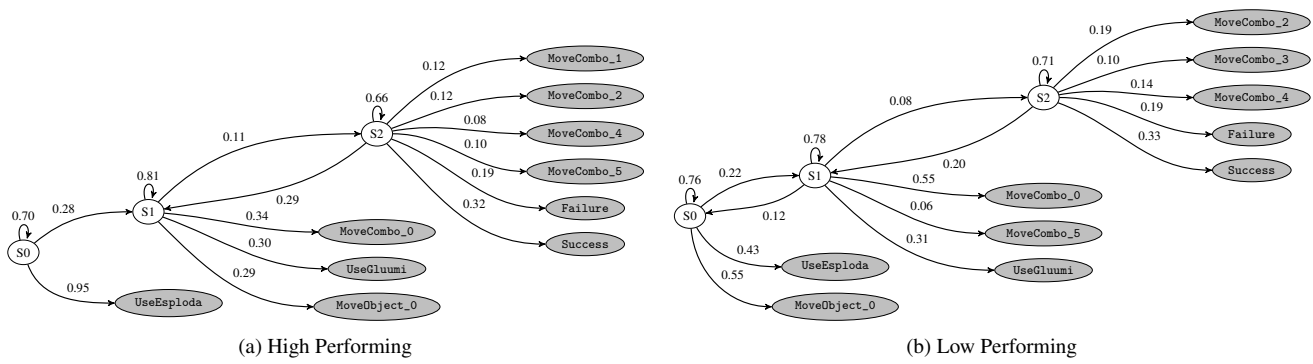 0.70
S0
0.28
0.95
UseEsploda
0.81
S1
0.11
0.34
MoveCombo_0
0.30
UseGluumi
0.29
MoveObject_0
0.29
0.66
S2
0.12
MoveCombo_1
0.12
MoveCombo_2
0.08
MoveCombo_4
0.10
MoveCombo_5
0.19
Failure
0.32
Success
(a) High Performing
0.76
S0
0.22
0.12
0.43
UseEsploda
0.55
MoveObject_0
0.78
S1
0.08
0.20
0.55
MoveCombo_0
0.06
MoveCombo_5
0.31
UseGluumi
0.71
S2
0.19
MoveCombo_2
0.10
MoveCombo_3
0.14
MoveCombo_4
0.19
Failure
0.33
Success
(b) Low Performing